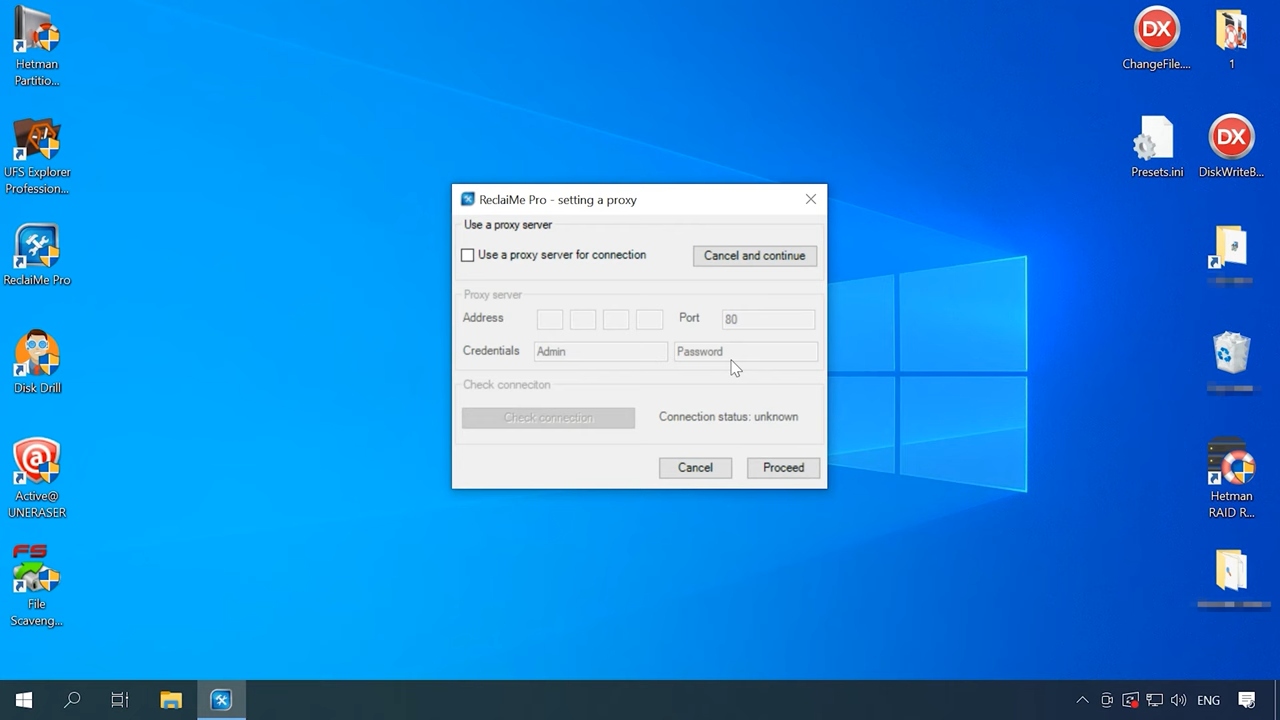 Hetman
Partitio...
UFS Explorer
Profession...
ReclaiMe Pro
Disk Drill
Active@
UNERASER
FS
File
Scaveng...
ReclaiMe Pro - setting a proxy
Use a proxy server
Use a proxy server for connection
Cancel and continue
Proxy server
Address
Port
80
Credentials
Admin
Password
Check conneciton
Check connection
Connection status: unknown
Cancel
Proceed
DX
ChangeFile....
1
Presets.ini
DX
DiskWriteB...
Hetman
RAID R...
ENG